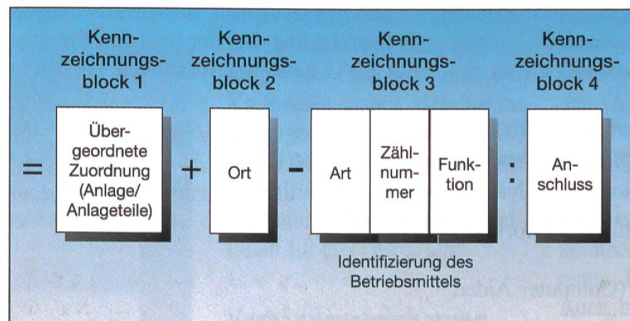 Kenn-
zeichnungs-
block 1
Kenn-
zeichnungs-
block 2
Kenn-
zeichnungs-
block 3
Kenn-
zeichnungs-
block 4
=
Über-
geordnete
Zuordnung
(Anlage/
Anlageteile)
+
Ort
-
Art
Zähl-
num-
mer
Funk-
tion
:
An-
schluss
Identifizierung des
Betriebsmittels